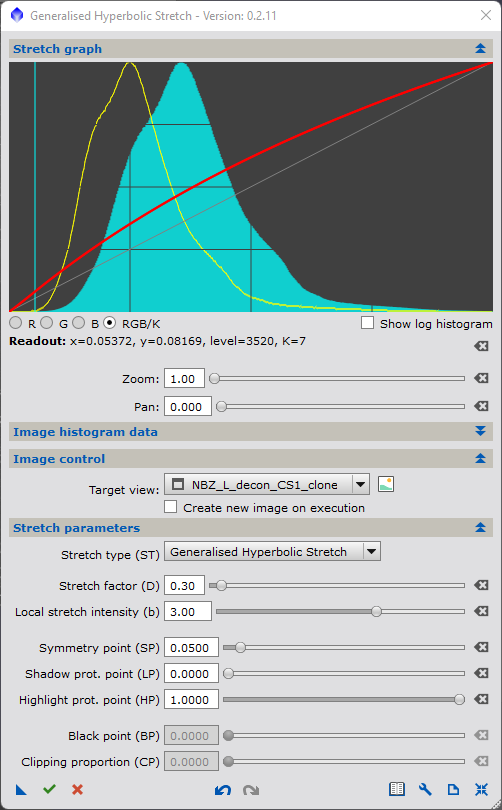 Generalised Hyperbolic Stretch - Version: 0.2.11
Stretch graph
R G B RGB/K Show log histogram
Readout: x=0.05372, y=0.08169, level=3520, K=7
Zoom: 1.00
Pan: 0.000
Image histogram data
Image control
Target view: NBZ_L_decon_CS1_clone
Create new image on execution
Stretch parameters
Stretch type (ST) Generalised Hyperbolic Stretch
Stretch factor (D) 0.30
Local stretch intensity (b) 3.00
Symmetry point (SP) 0.0500
Shadow prot. point (LP) 0.0000
Highlight prot. point (HP) 1.0000
Black point (BP) 0.0000
Clipping proportion (CP) 0.0000